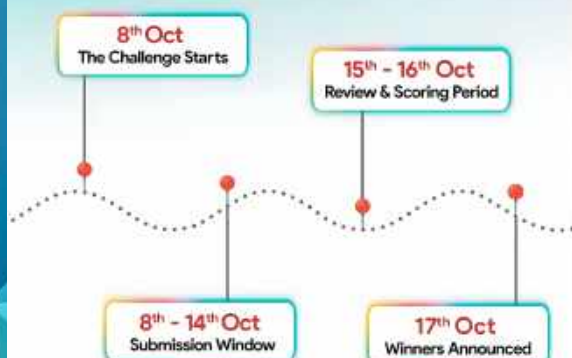 8th Oct
The Challenge Starts
15th - 16th Oct
Review & Scoring Period
8th - 14th Oct
Submission Window
17th Oct
Winners Announced